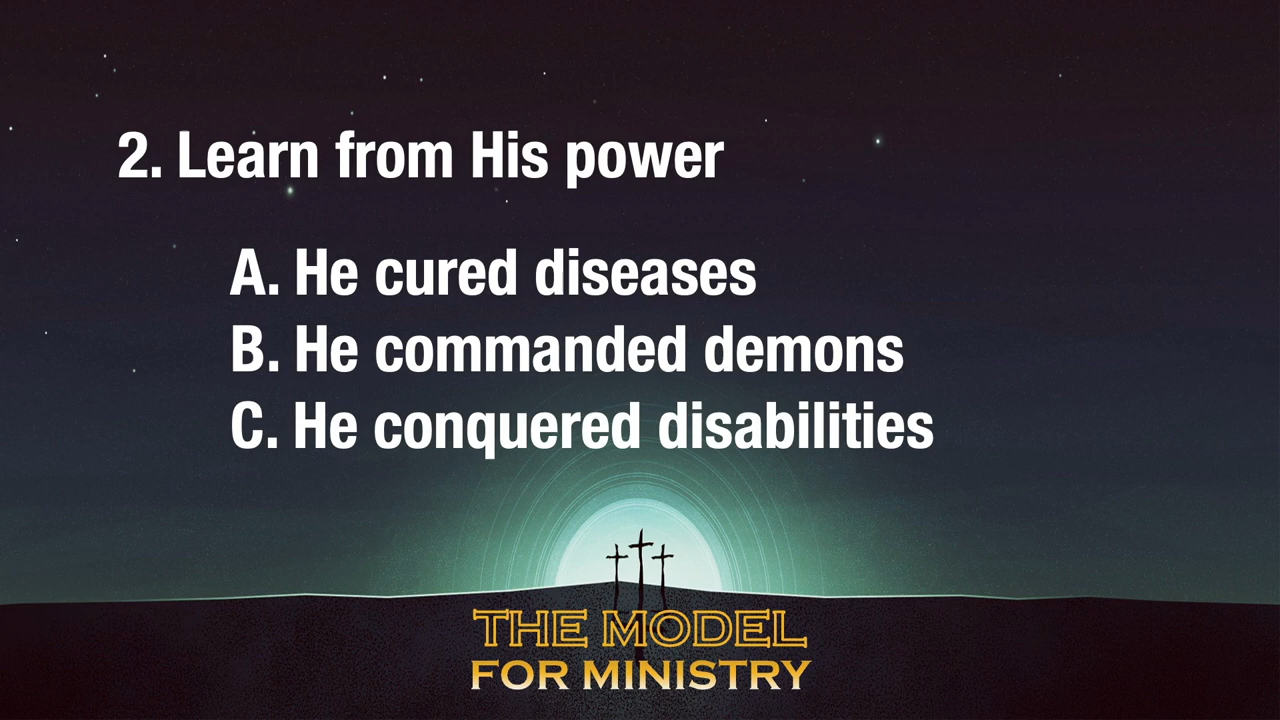 2. Learn from His power
A. He cured diseases
B. He commanded demons
C. He conquered disabilities
THE MODEL
FOR MINISTRY